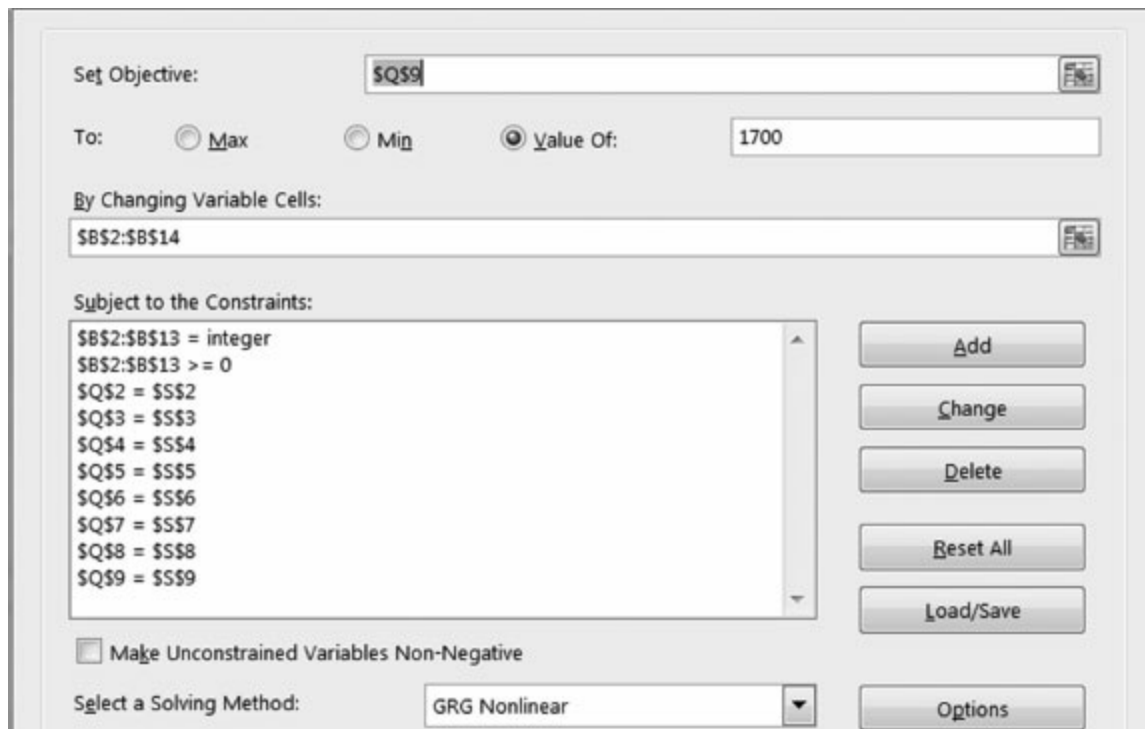 Set Objective: $Q$9
To: Max Min Value Of: 1700
By Changing Variable Cells:
$B$2:$B$14
Subject to the Constraints:
$B$2:$B$13 = integer
$B$2:$B$13 >= 0
$Q$2 = $S$2
$Q$3 = $S$3
$Q$4 = $S$4
$Q$5 = $S$5
$Q$6 = $S$6
$Q$7 = $S$7
$Q$8 = $S$8
$Q$9 = $S$9
Add
Change
Delete
Reset All
Load/Save
Make Unconstrained Variables Non-Negative
Select a Solving Method: GRG Nonlinear Options